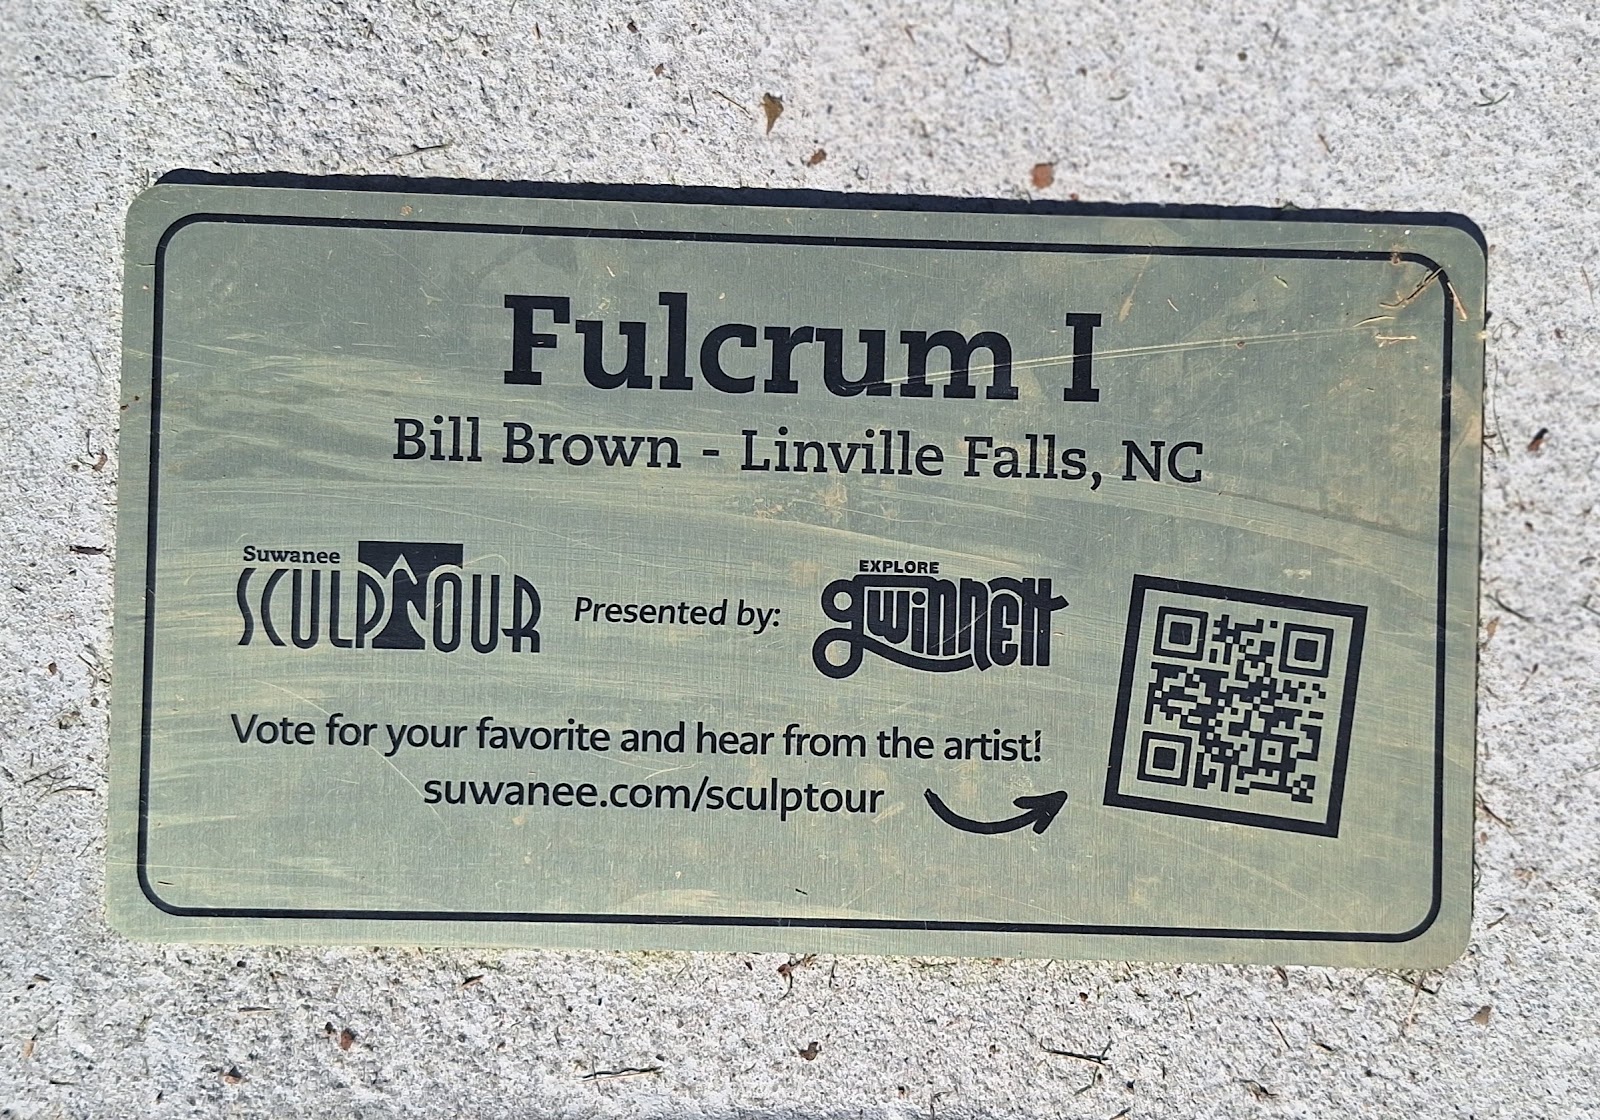 Fulcrum I
Bill Brown - Linville Falls, NC
Suwanee
SCULPTOUR
Presented by:
EXPLORE
gwinnett
Vote for your favorite and hear from the artist!
suwanee.com/sculptour